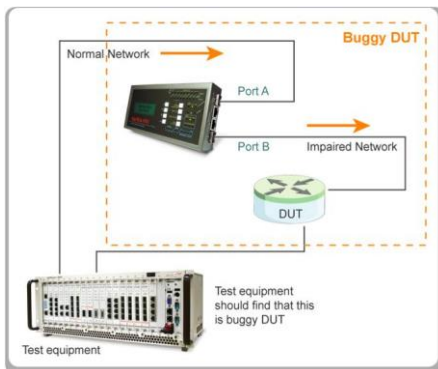 Buggy DUT
Normal Network
Port A
Port B
Impaired Network
DUT
Test equipment
should find that this
is buggy DUT
Test equipment